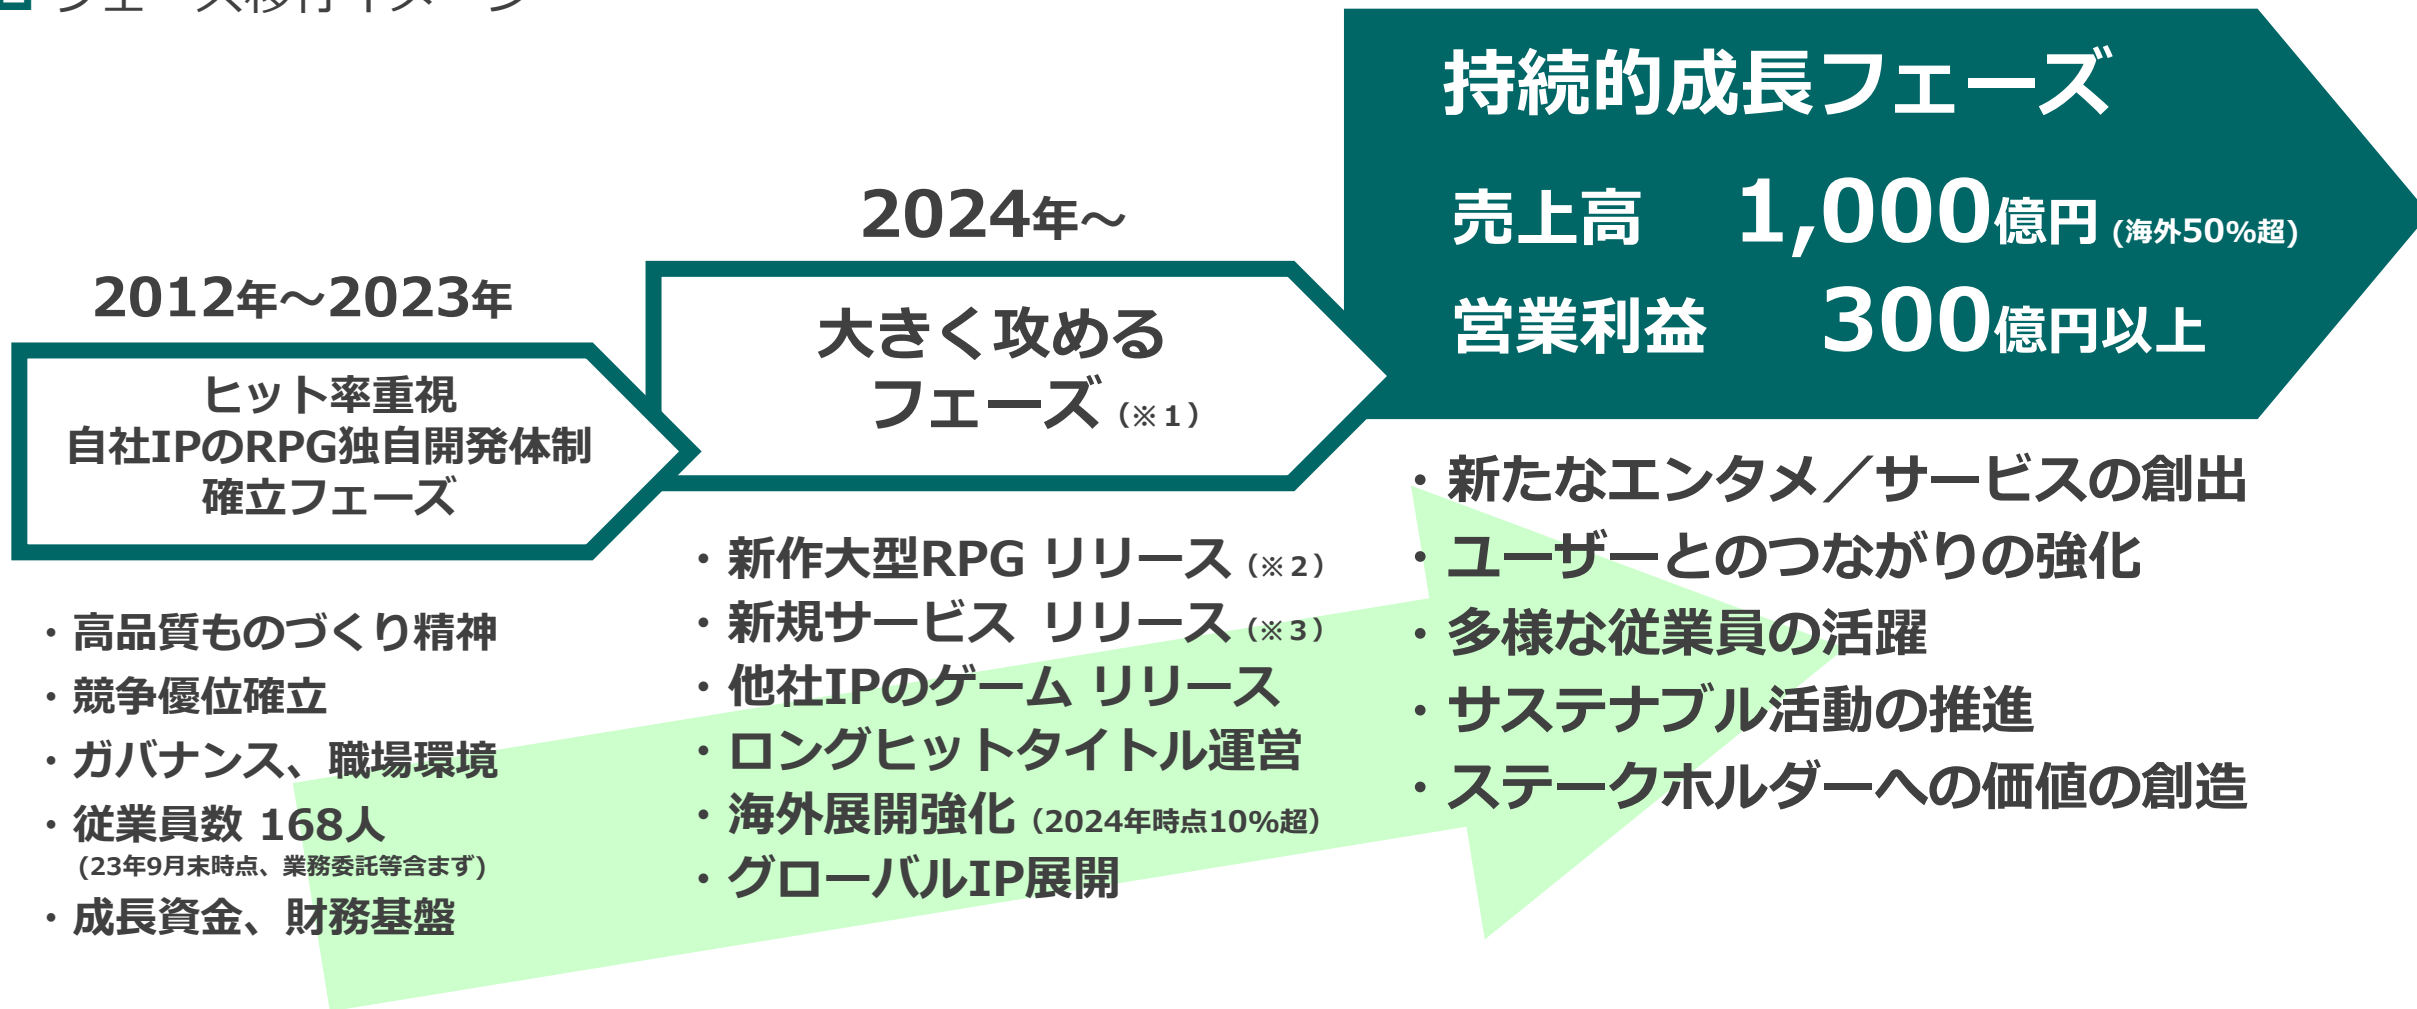 フェーズ移行イメージ
2012年～2023年
ヒット率重視
自社IPのRPG独自開発体制
確立フェーズ
・高品質ものづくり精神
・競争優位確立
・ガバナンス、職場環境
・従業員数 168人
(23年9月末時点、業務委託等含まず)
・成長資金、財務基盤
2024年～
大きく攻める
フェーズ（※１）
・新作大型RPG リリース（※２）
・新規サービス リリース（※３）
・他社IPのゲーム リリース
・ロングヒットタイトル運営
・海外展開強化（2024年時点10%超）
・グローバルIP展開
持続的成長フェーズ
売上高 1,000億円 (海外50%超)
営業利益 300億円以上
・新たなエンタメ／サービスの創出
・ユーザーとのつながりの強化
・多様な従業員の活躍
・サステナブル活動の推進
・ステークホルダーへの価値の創造